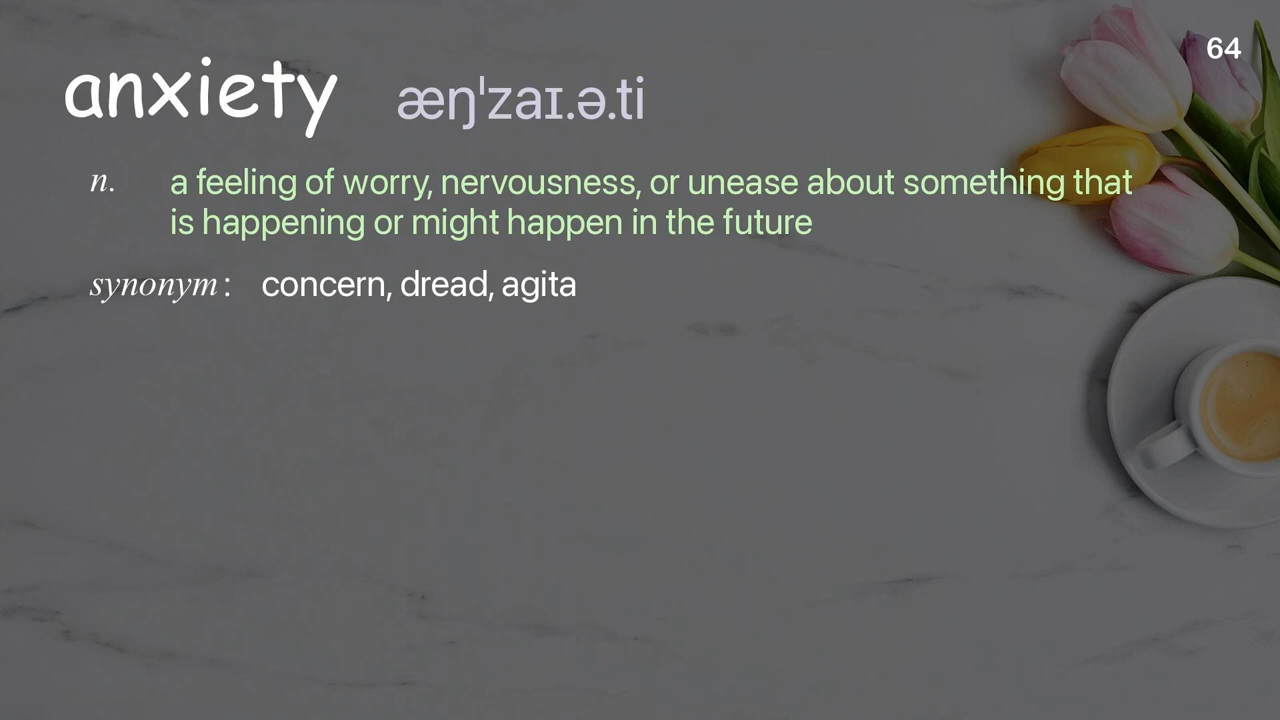 64
anxiety æŋˈzaɪ.ə.ti
n. a feeling of worry, nervousness, or unease about something that
is happening or might happen in the future
synonym: concern, dread, agita